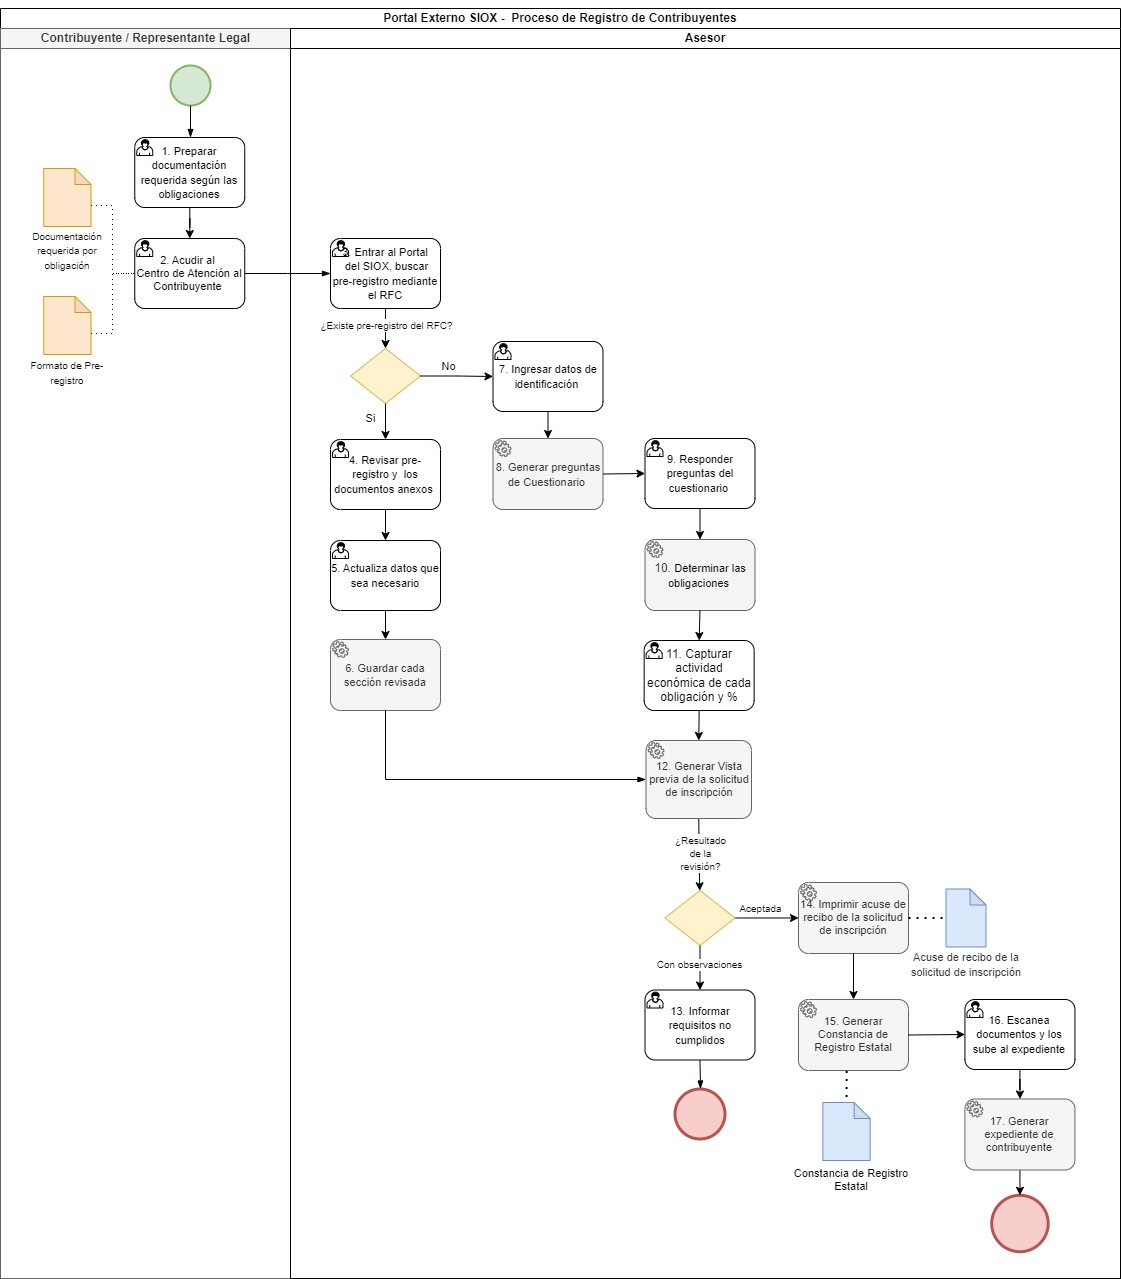 Portal Externo SIOX -  Proceso de Registro de Contribuyentes
Contribuyente / Representante Legal
Asesor
1. Preparar
documentación
requerida según las
obligaciones
Documentación
requerida por
obligación
2. Acudir al
Centro de Atención al
Contribuyente
Formato de Pre-
registro
Entrar al Portal
del SIOX, buscar
pre-registro mediante
el RFC
¿Existe pre-registro del RFC?
No
Si
7. Ingresar datos de
identificación
4. Revisar pre-
registro y  los
documentos anexos
8. Generar preguntas
de Cuestionario
9. Responder
preguntas del
cuestionario
5. Actualiza datos que
sea necesario
10. Determinar las
obligaciones
6. Guardar cada
sección revisada
11. Capturar
actividad
económica de cada
obligación y %
12. Generar Vista
previa de la solicitud
de inscripción
¿Resultado
de la
revisión?
Aceptada
14. Imprimir acuse de
recibo de la solicitud
de inscripción
Acuse de recibo de la
solicitud de inscripción
Con observaciones
13. Informar
requisitos no
cumplidos
15. Generar
Constancia de
Registro Estatal
16. Escanea
documentos y los
sube al expediente
Constancia de Registro
Estatal
17. Generar
expediente de
contribuyente